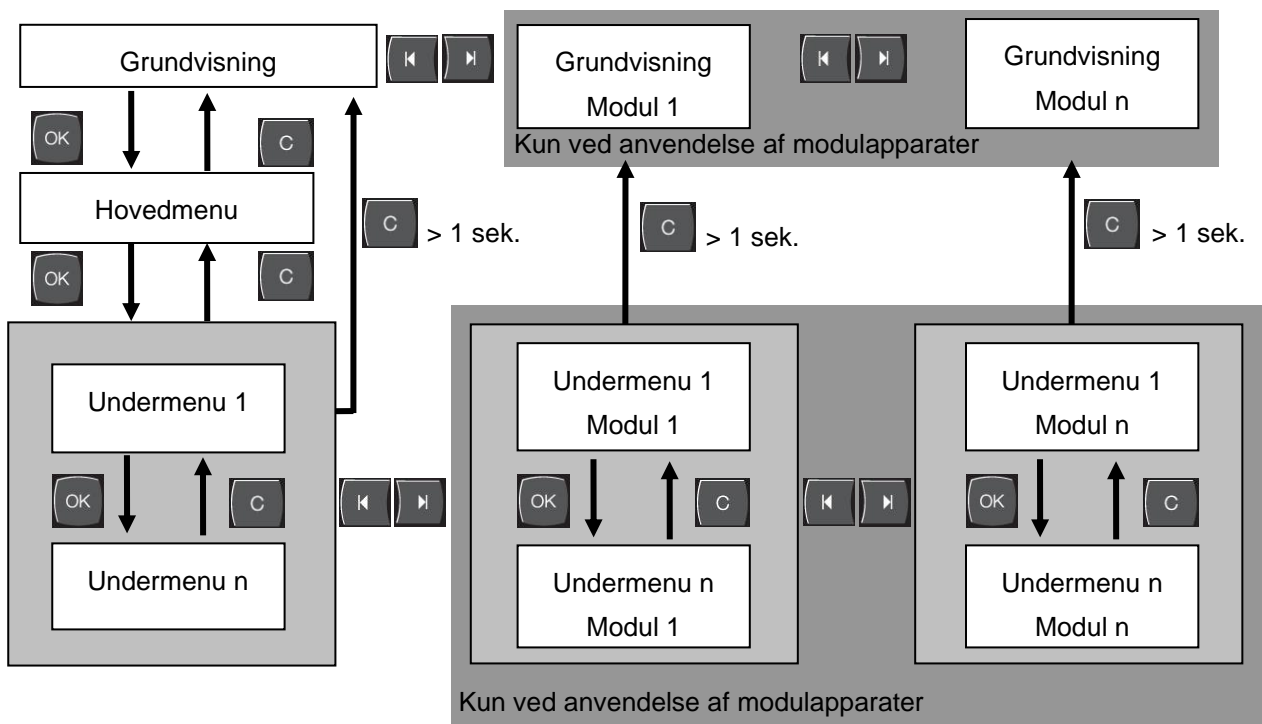 Grundvisning
Grundvisning
Modul 1
Grundvisning
Modul n
Kun ved anvendelse af modulapparater
OK
C
Hovedmenu
C > 1 sek.
C > 1 sek.
C > 1 sek.
OK
C
Undermenu 1
OK
C
Undermenu n
Undermenu 1
Modul 1
OK
C
Undermenu n
Modul 1
Undermenu 1
Modul n
OK
C
Undermenu n
Modul n
Kun ved anvendelse af modulapparater